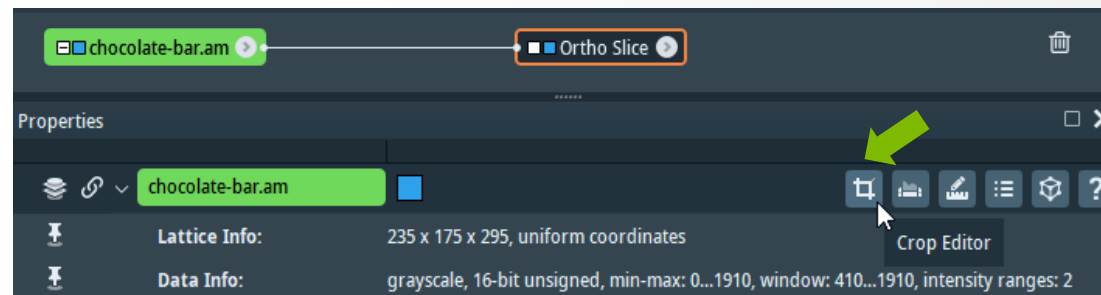 chocolate-bar.am
Ortho Slice
Properties
chocolate-bar.am
?
Lattice Info: 235 x 175 x 295, uniform coordinates
Crop Editor
Data Info: grayscale, 16-bit unsigned, min-max: 0...1910, window: 410...1910, intensity ranges: 2